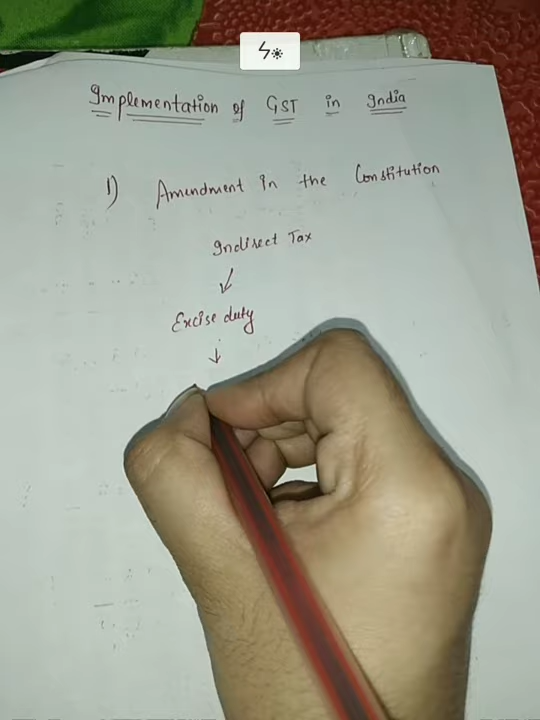 Implementation of GST in India
1) Amendment in the Constitution
Indirect Tax
Excise duty